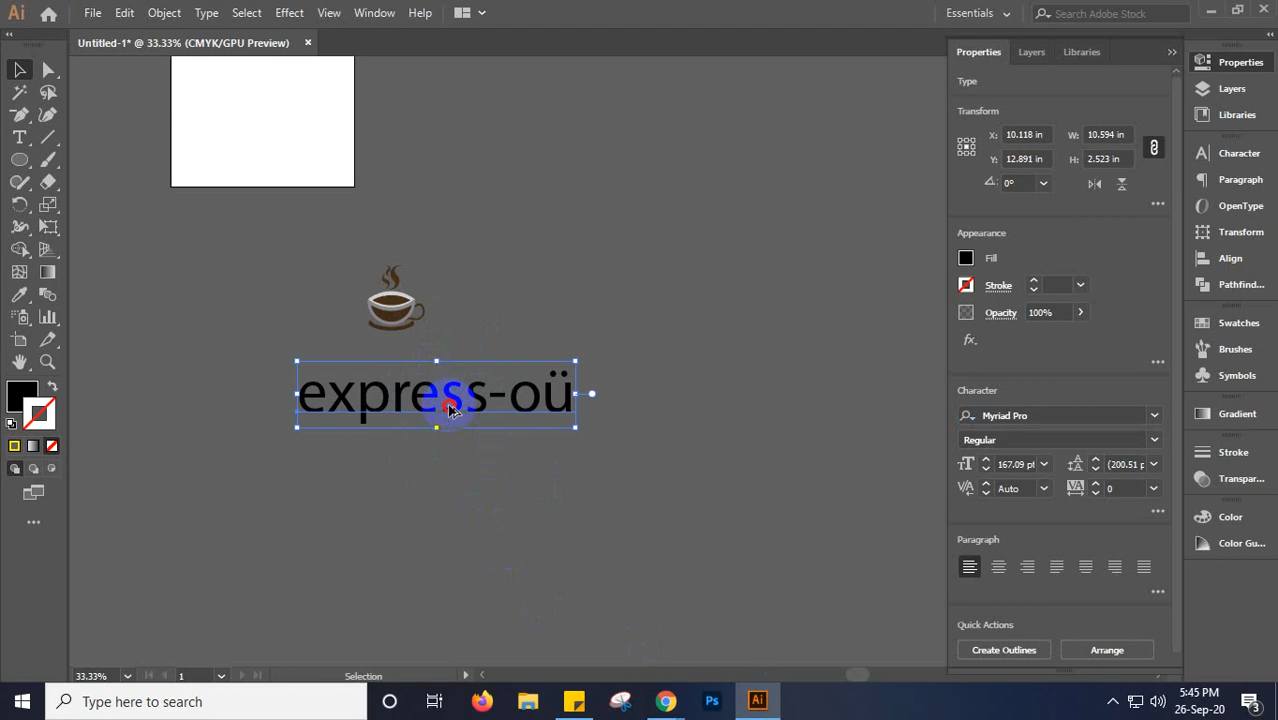 Ai File Edit Object Type Select Effect View Window Help Essentials Search Adobe Stock
Untitled-1* @ 33.33% (CMYK/GPU Preview)
Properties Layers Libraries
Type
Transform
X: 10.118 in W: 10.594 in
Y: 12.891 in H: 2.523 in
0°
Appearance
Fill
Stroke
Opacity 100%
fx.
Character
Myriad Pro
Regular
167.09 pt (200.51 p
Auto 0
Paragraph
Quick Actions
Create Outlines Arrange
Properties
Layers
Libraries
Character
Paragraph
OpenType
Transform
Align
Pathfind...
Swatches
Brushes
Symbols
Gradient
Stroke
Transpar...
Color
Color Gu...
express-oü
33.33% 1 Selection
Type here to search
Ps Ai
5:45 PM
26-Sep-20
3